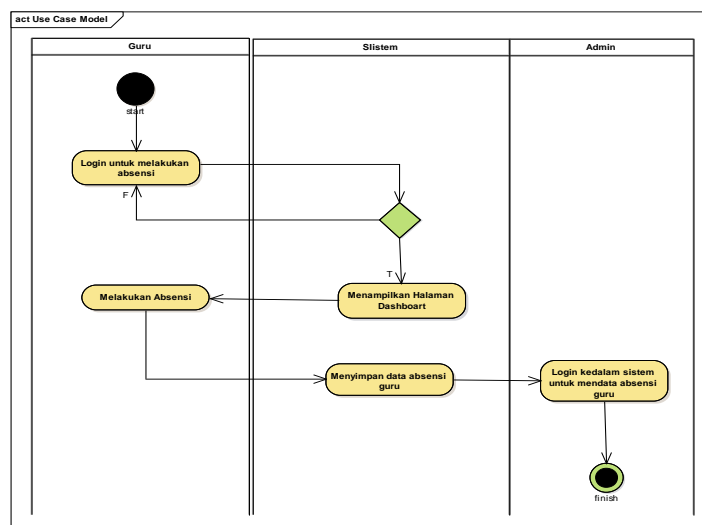 act Use Case Model
Guru
SIistem
Admin
start
Login untuk melakukan
absensi
F
T
Menampilkan Halaman
Dashboart
Melakukan Absensi
Menyimpan data absensi
guru
Login kedalam sistem
untuk mendata absensi
guru
finish